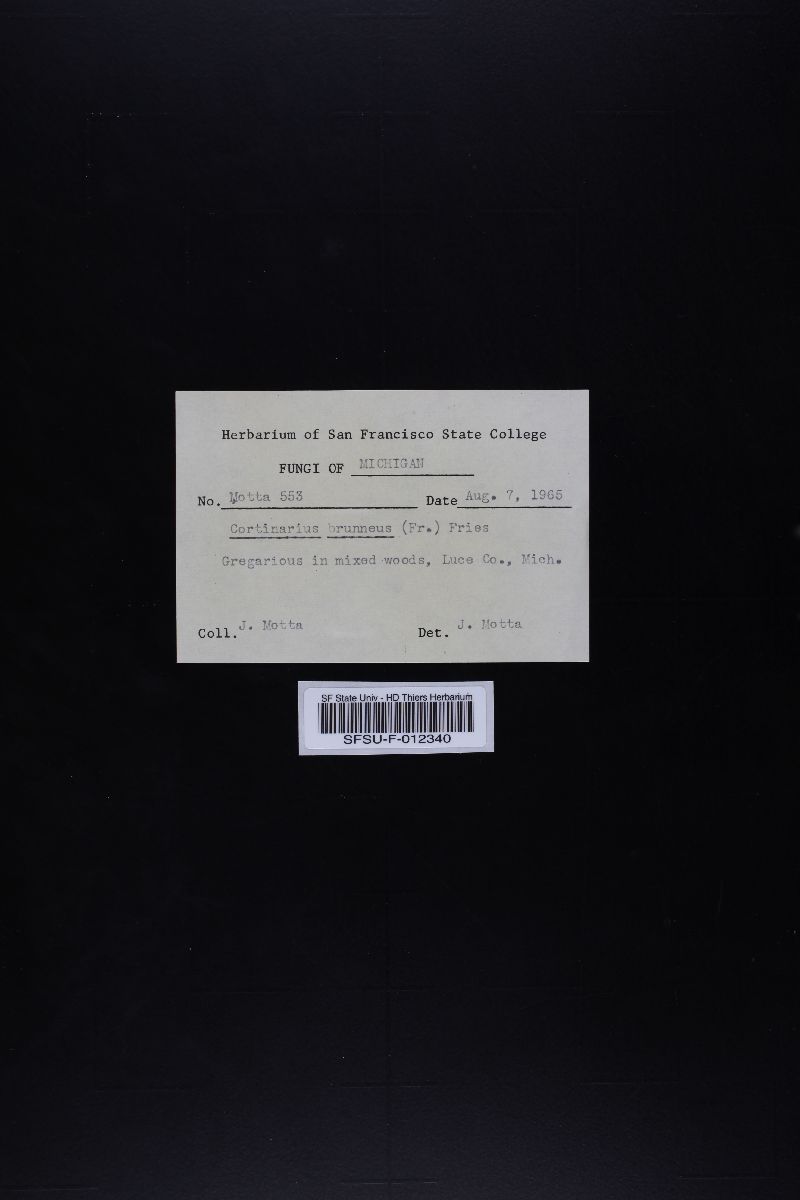 Herbarium of San Francisco State College
FUNGI OF MICHIGAN
No. Motta 553 Date Aug. 7, 1965
Cortinarius brunneus (Fr.) Fries
Gregarious in mixed woods, Luce Co., Mich.
Coll. J. Motta Det. J. Motta
SF State Univ - HD Thiers Herbarium
SFSU-F-012340